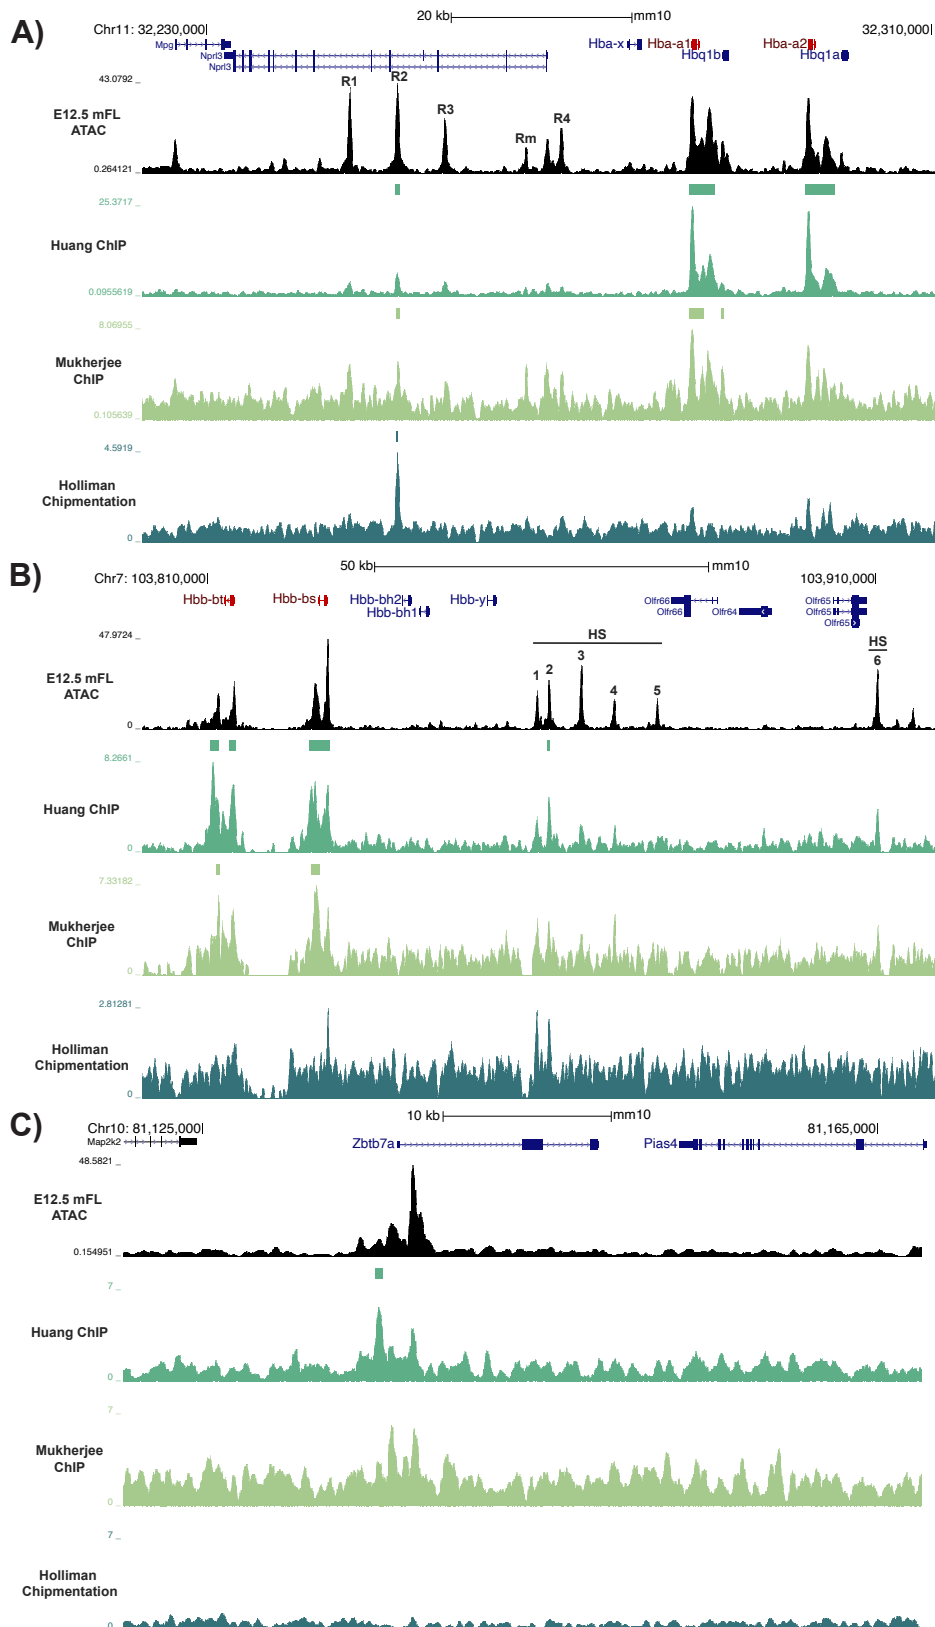 A)
20 kb mm10
Chr11: 32,230,000 32,310,000
Mpg Hba-x Hba-a1 Hba-a2
Nprl3 Hbq1b Hbq1a
Nprl3
43.0792
R1 R2 R3 Rm R4
E12.5 mFL
ATAC
0.264121
25.3717
Huang ChIP
0.0955619
8.06955
Mukherjee
ChIP
0.105639
4.5919
Holliman
Chipmentation
0
B)
50 kb mm10
Chr7: 103,810,000 103,910,000
Hbb-bt Hbb-bs Hbb-bh2 Hbb-y Olfr66 Olfr65
Hbb-bh1 Olfr66 Olfr64 Olfr65
Olfr65
47.9724
HS HS
1 2 3 4 5 6
E12.5 mFL
ATAC
0
8.2661
Huang ChIP
0
7.33182
Mukherjee
ChIP
0
2.81281
Holliman
Chipmentation
0
C)
10 kb mm10
Chr10: 81,125,000 81,165,000
Map2k2 Zbtb7a Pias4
48.5821
E12.5 mFL
ATAC
0.154951
7
Huang ChIP
0
7
Mukherjee
ChIP
0
7
Holliman
Chipmentation
0